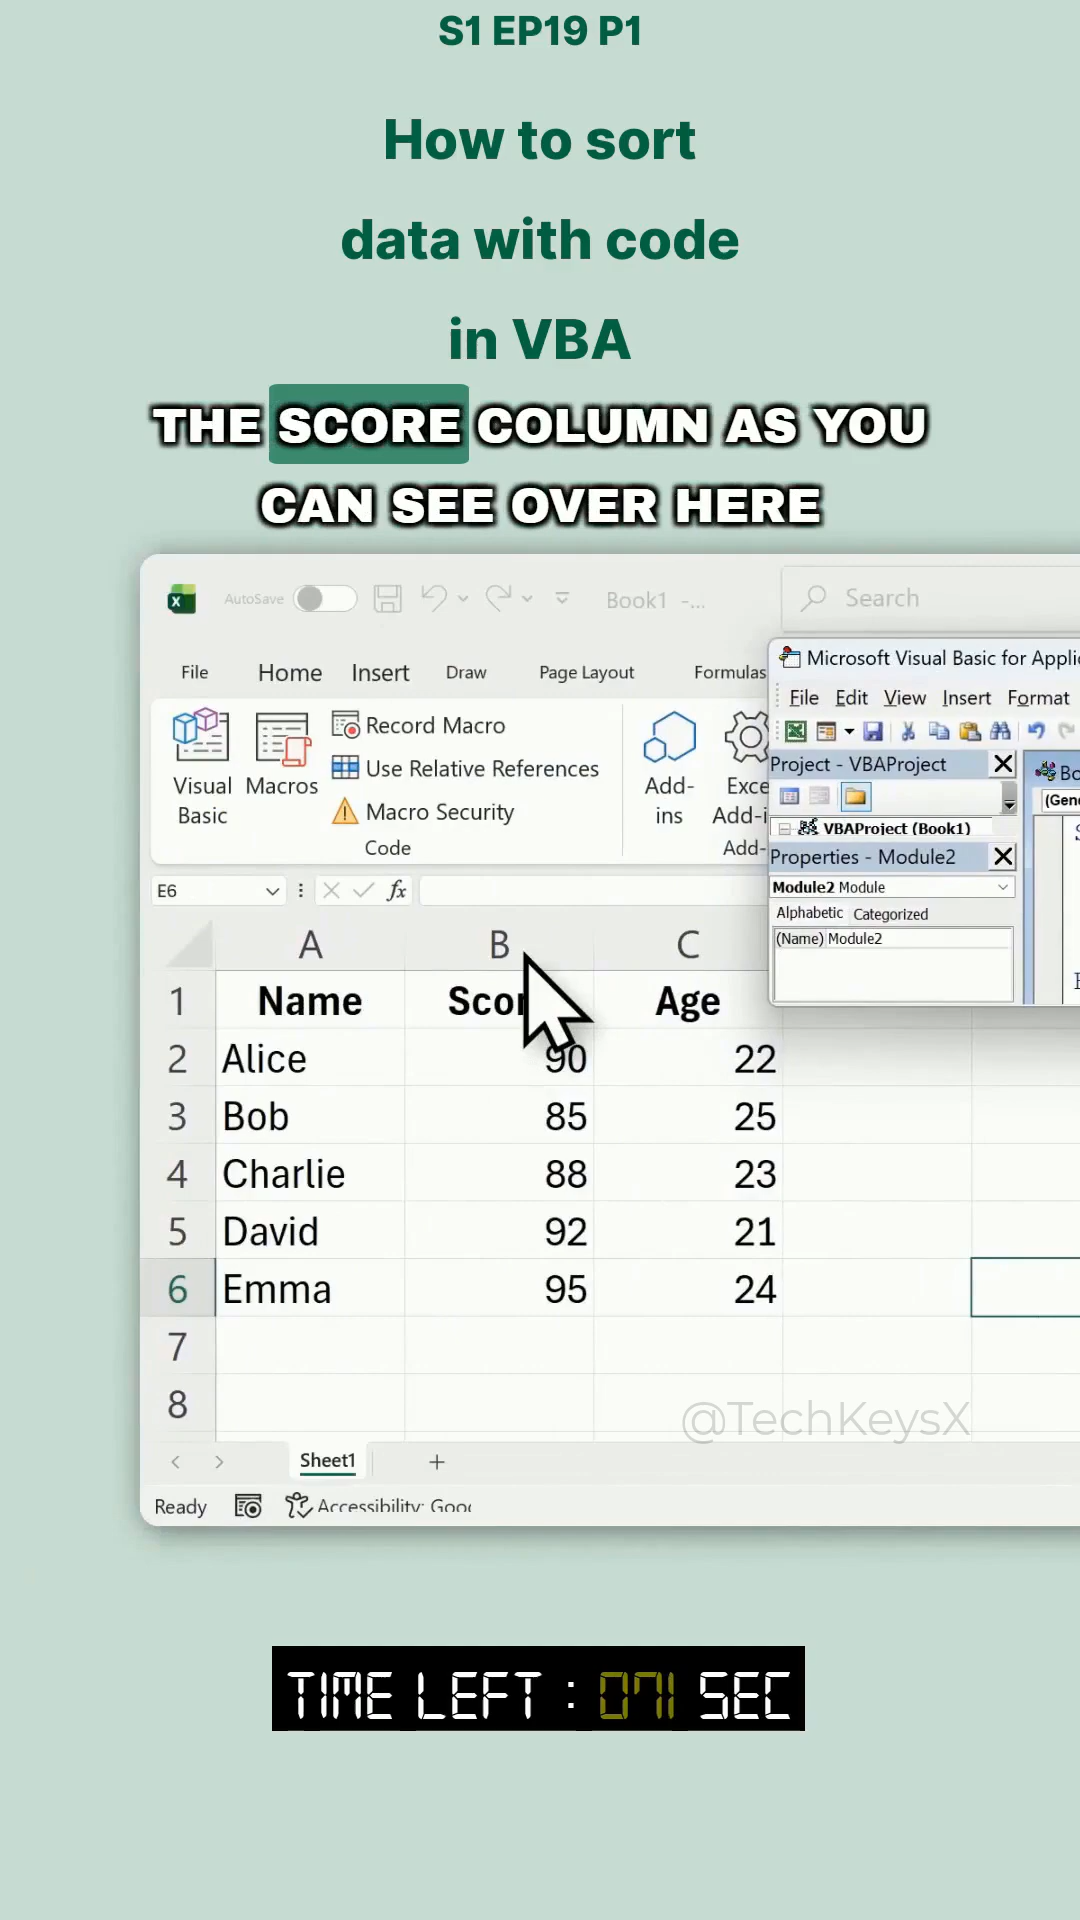 S1 EP19 P1
How to sort
data with code
in VBA
THE SCORE COLUMN AS YOU
CAN SEE OVER HERE
AutoSave
Book1 -...
Search
File Home Insert Draw Page Layout Formulas
Visual Basic
Macros
Record Macro
Use Relative References
Macro Security
Code
Add-ins
Microsoft Visual Basic for
File Edit View Insert Format
Project - VBAProject
VBAProject (Book1)
Properties - Module2
Module2 Module
Alphabetic Categorized
(Name) Module2
E6
fx
A B C
1 Name Age
2 Alice 90 22
3 Bob 85 25
4 Charlie 88 23
5 David 92 21
6 Emma 95 24
7
8
@TechKeysX
Sheet1 +
Ready Accessibility:
TIME LEFT : 071 SEC